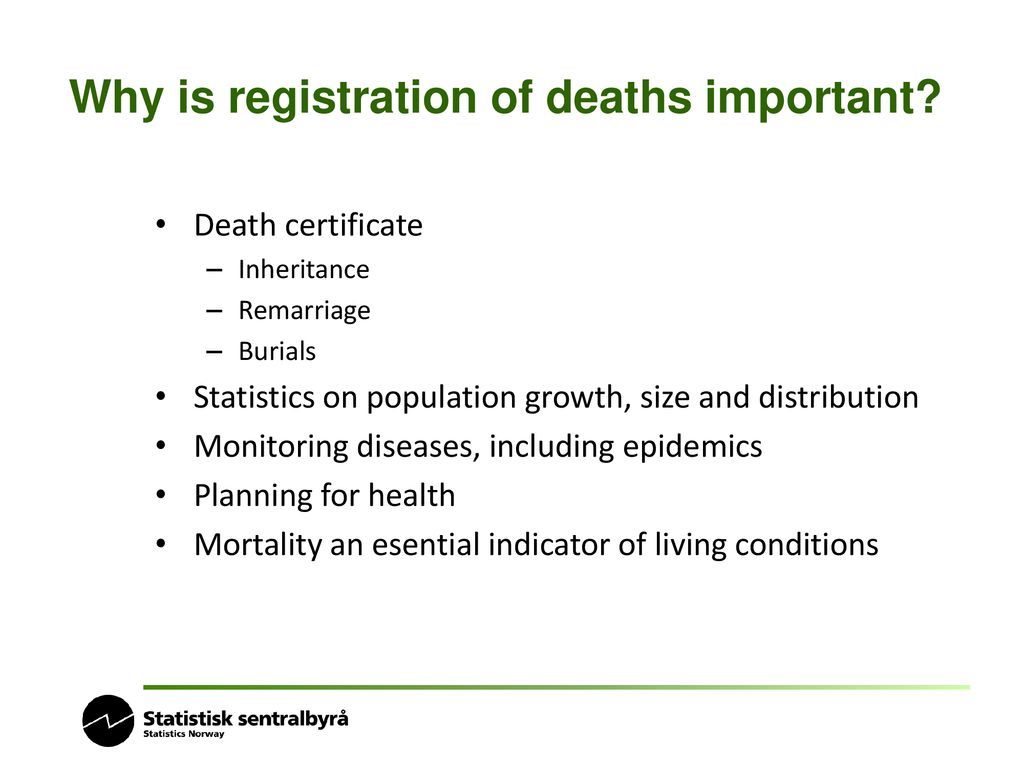 Why is registration of deaths important?
• Death certificate
– Inheritance
– Remarriage
– Burials
• Statistics on population growth, size and distribution
• Monitoring diseases, including epidemics
• Planning for health
• Mortality an esential indicator of living conditions
Statistisk sentralbyrå
Statistics Norway